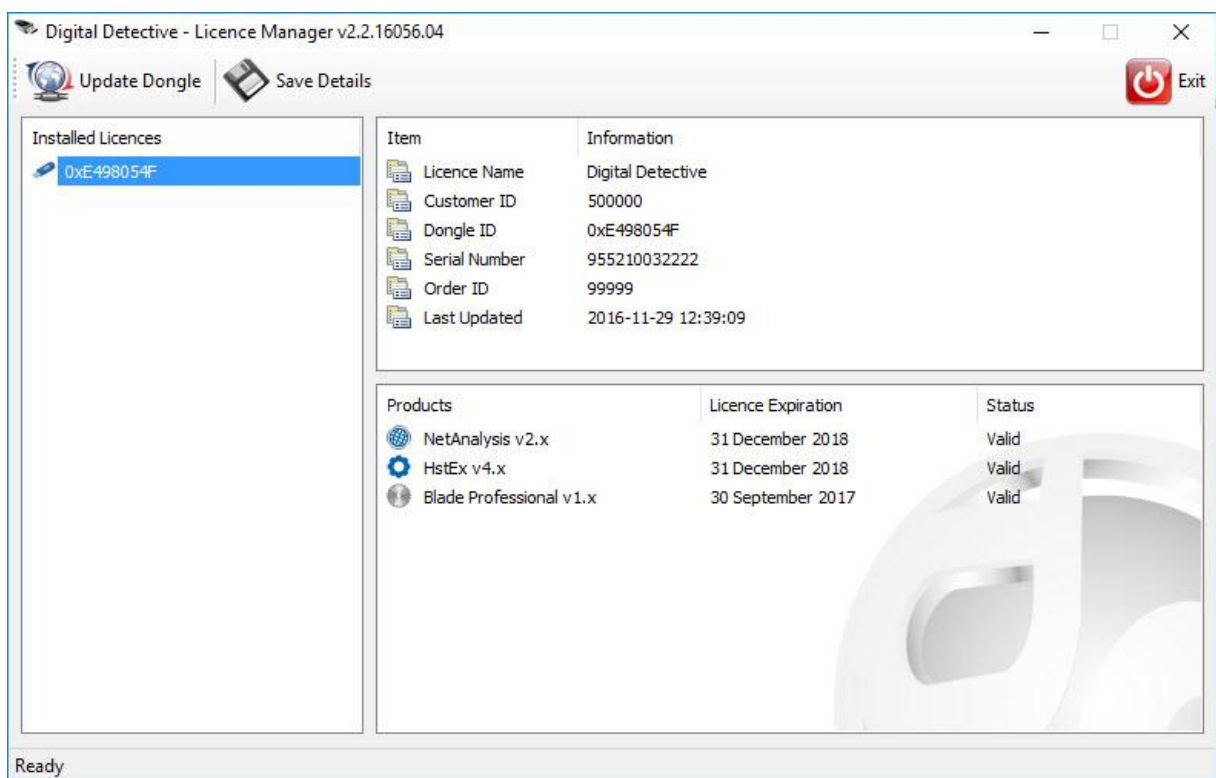 Digital Detective - Licence Manager v2.2.16056.04
Update Dongle Save Details Exit
Installed Licences
0xE498054F
Item Information
Licence Name Digital Detective
Customer ID 500000
Dongle ID 0xE498054F
Serial Number 955210032222
Order ID 99999
Last Updated 2016-11-29 12:39:09
Products Licence Expiration Status
NetAnalysis v2.x 31 December 2018 Valid
HstEx v4.x 31 December 2018 Valid
Blade Professional v1.x 30 September 2017 Valid
Ready